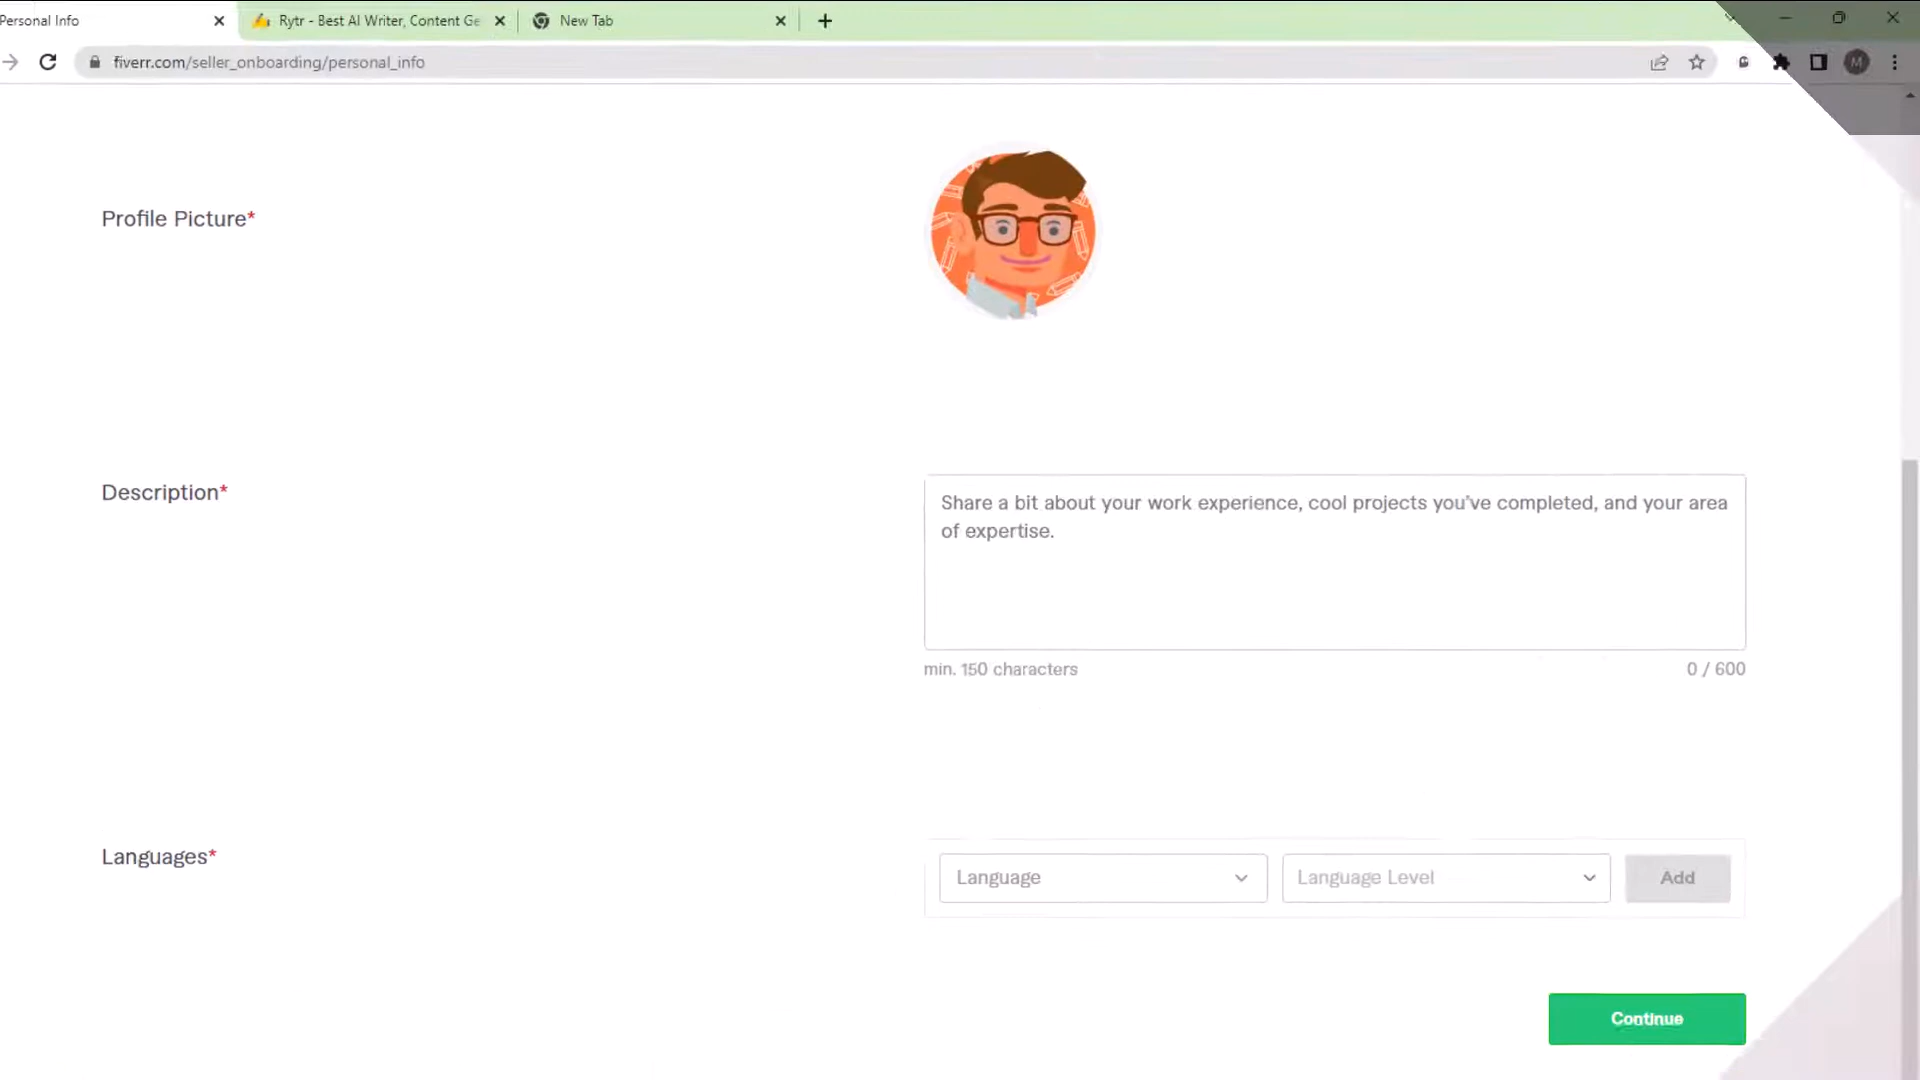 Personal Info
Rytr - Best AI Writer, Content Ge
New Tab
fiverr.com/seller_onboarding/personal_info
M
Profile Picture*
Description*
Share a bit about your work experience, cool projects you've completed, and your area
of expertise.
min. 150 characters
0 / 600
Languages*
Language
Language Level
Add
Continue